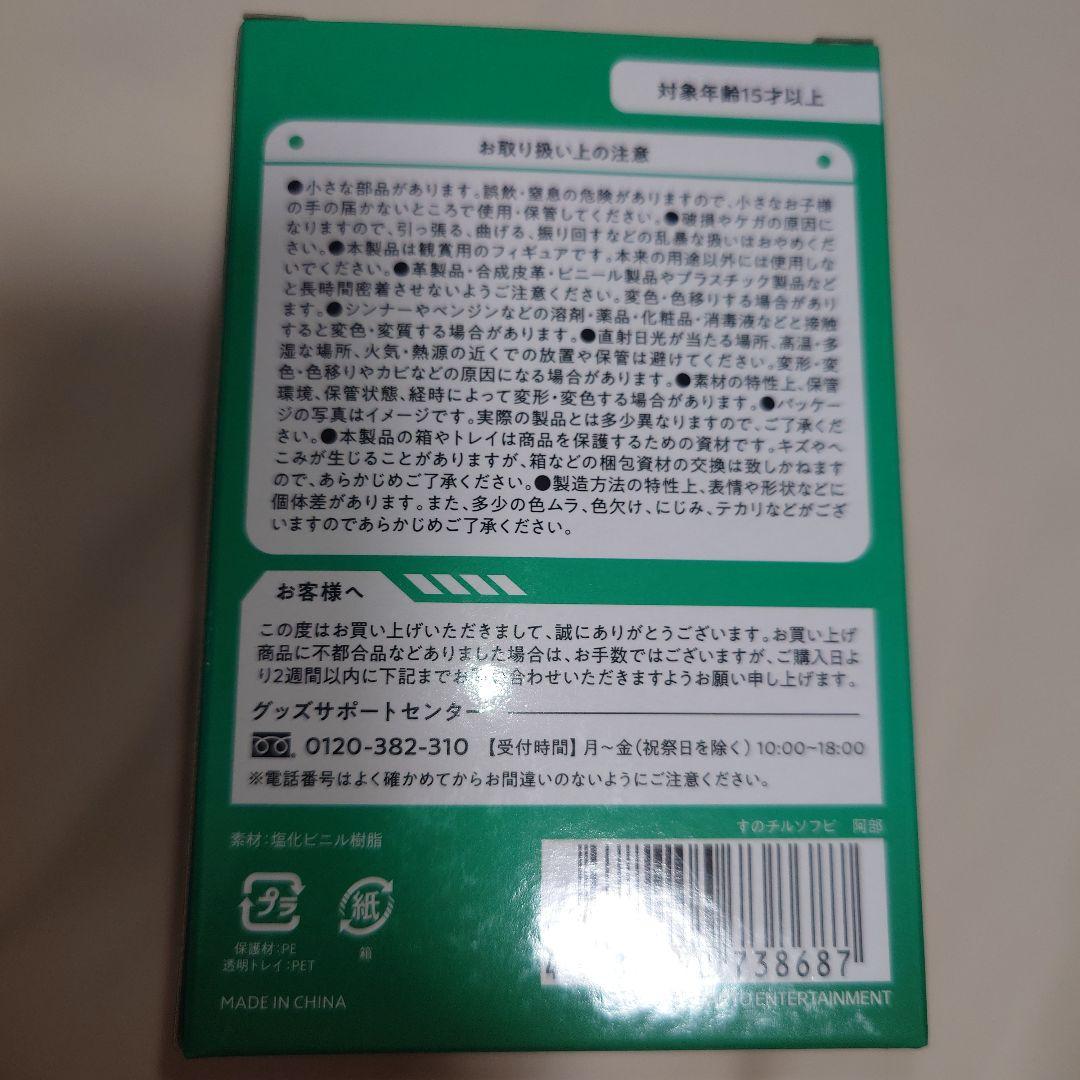 対象年齢15才以上
お取り扱い上の注意
●小さな部品があります。誤飲・窒息の危険がありますので、小さなお子様
の手の届かないところで使用・保管してください。●破損やケガの原因に
なりますので、引っ張る、曲げる、振り回すなどの乱暴な扱いはおやめくだ
さい。●本製品は観賞用のフィギュアです。本来の用途以外には使用しな
いでください。●革製品・合成皮革・ビニール製品やプラスチック製品など
と長時間密着させないようご注意ください。変色・色移りする場合があり
ます。●シンナーやベンジンなどの溶剤・薬品・化粧品・消毒液などと接触
すると変色・変質する場合があります。●直射日光が当たる場所、高温・多
湿な場所、火気・熱源の近くでの放置や保管は避けてください。変形・変
色・色移りやカビなどの原因になる場合があります。●素材の特性上、保管
環境、保管状態、経時によって変形・変色する場合があります。●パッケー
ジの写真はイメージです。実際の製品とは多少異なりますので、ご了承くだ
さい。●本製品の箱やトレイは商品を保護するための資材です。キズやへ
こみが生じることがありますが、箱などの梱包資材の交換は致しかねます
ので、あらかじめご了承ください。●製造方法の特性上、表情や形状などに
個体差があります。また、多少の色ムラ、色欠け、にじみ、テカリなどがござ
いますのであらかじめご了承ください。
お客様へ
この度はお買い上げいただきまして、誠にありがとうございます。お買い上げ
商品に不都合品などありました場合は、お手数ではございますが、ご購入日よ
り2週間以内に下記までお い合わせいただきますようお願い申し上げます。
グッズサポートセンター
0120-382-310 【受付時間】月～金（祝祭日を除く）10:00~18:00
※電話番号はよく確かめてからお間違いのないようにご注意ください。
素材：塩化ビニル樹脂
すのチルソフビ 阿部
プラ 紙
保護材：PE 箱
透明トレイ：PET
4 738687
MADE IN CHINA
ENTERTAINMENT